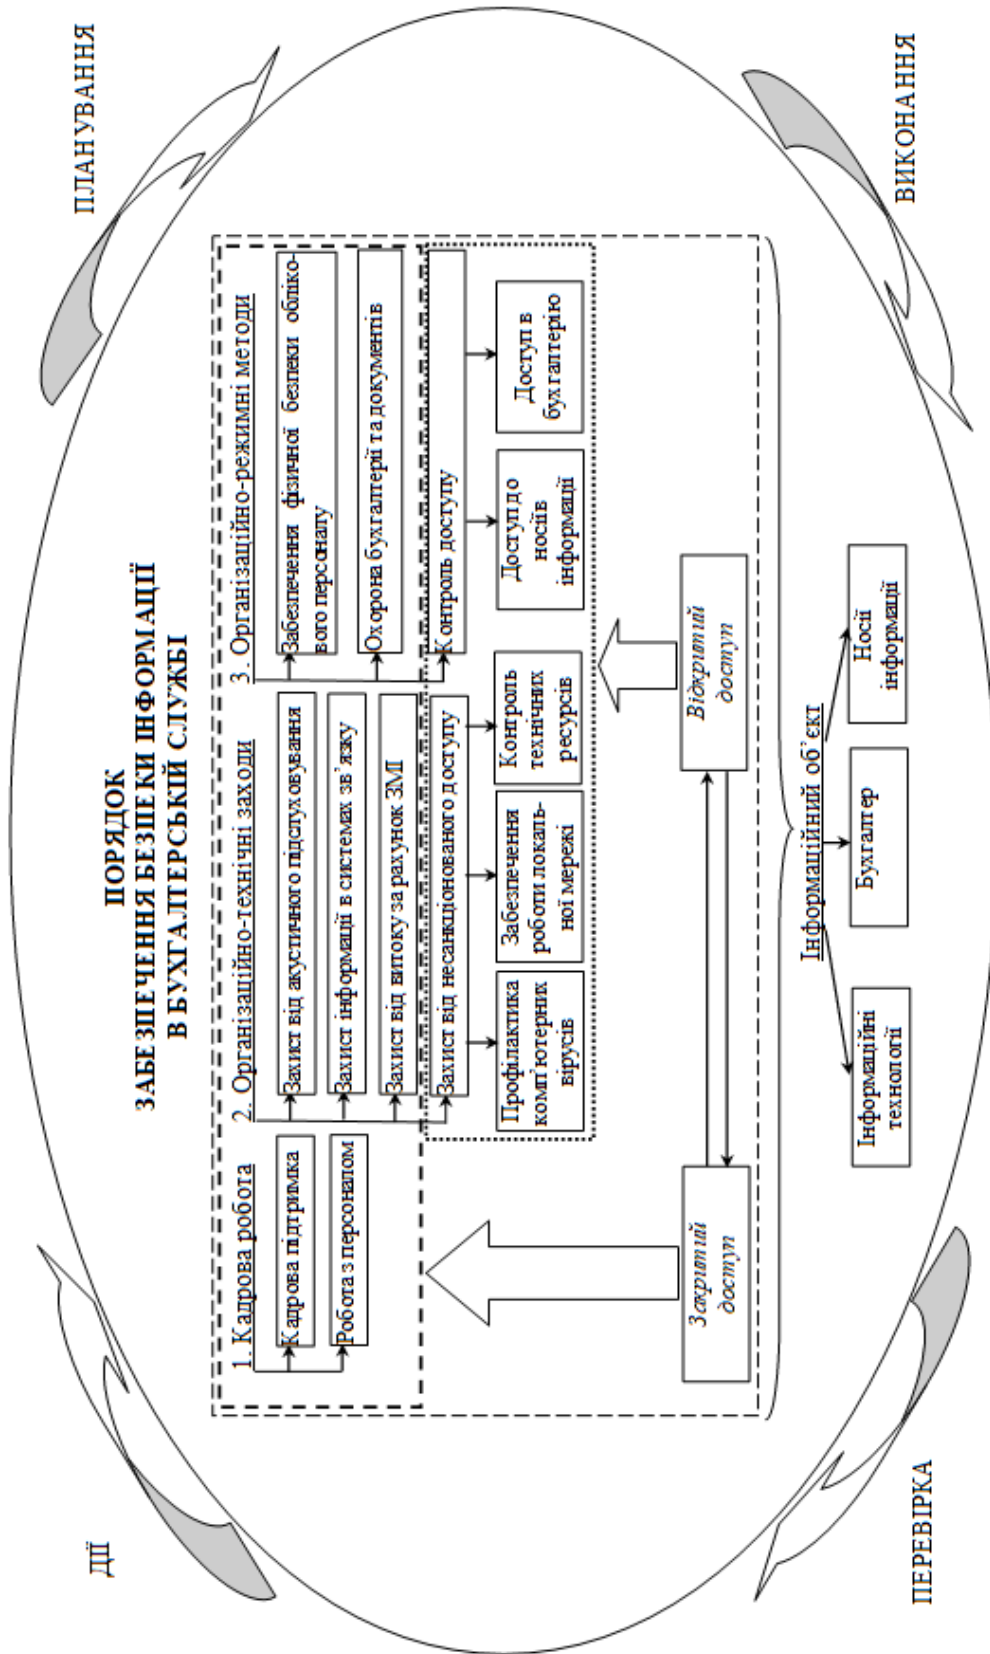 ПОРЯДОК
ЗАБЕЗПЕЧЕННЯ БЕЗПЕКИ ІНФОРМАЦІЇ
В БУХГАЛТЕРСЬКІЙ СЛУЖБІ
ДІЇ
ПЛАНУВАННЯ
1. Кадрова робота
Кадрова підтримка
Робота з персоналом
2. Організаційно-технічні заходи
Захист від акустичного підслуховування
Захист інформації в системах зв’язку
Захист від витоку за рахунок ЗМІ
Захист від несанкціонованого доступу
Профілактика
комп’ютерних
вірусів
Забезпечення
роботи локаль-
ної мережі
Контроль
технічних
ресурсів
3. Організаційно-режимні методи
Забезпечення фізичної безпеки обліко-
вого персоналу
Охорона бухгалтерії та документів
Контроль доступу
Доступ до
носіїв
інформації
Доступ в
бухгалтерію
Закритий
доступ
Відкритий
доступ
Інформаційний об’єкт
Інформаційні
технології
Бухгалтер
Носії
інформації
ПЕРЕВІРКА
ВИКОНАННЯ